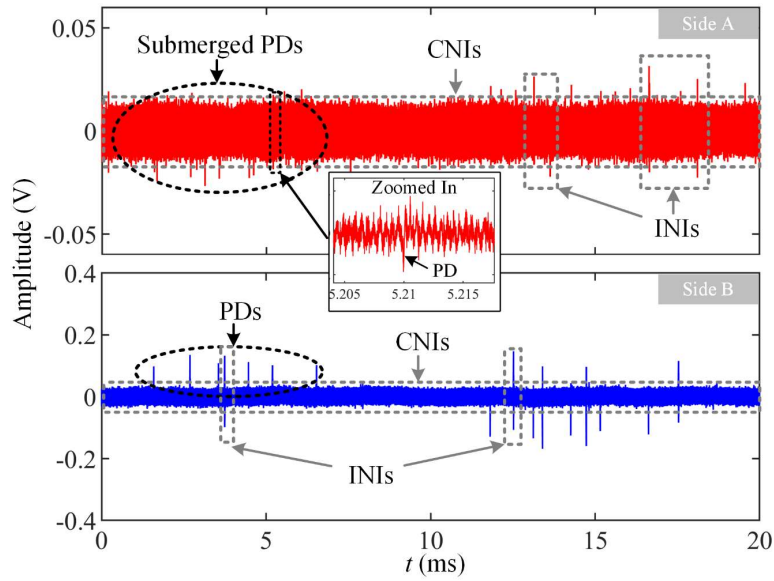 0.05
Side A
Submerged PDs
CNIs
0
Zoomed In
PD
5.205 5.21 5.215
INIs
-0.05
Amplitude (V)
0.4
Side B
PDs
0.2
CNIs
0
-0.2
INIs
-0.4
0 5 10 15 20
t (ms)